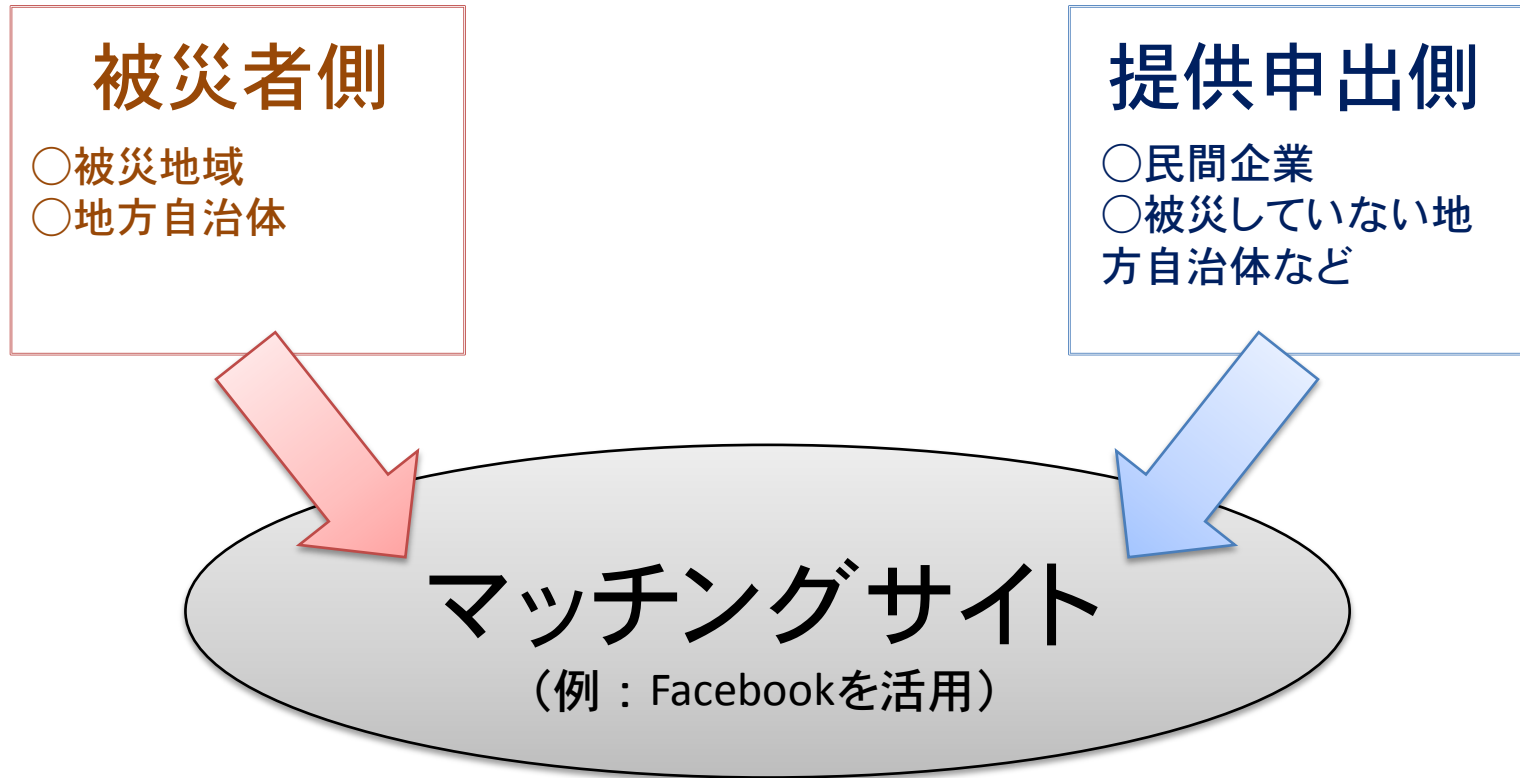 被災者側
○被災地域
○地方自治体
提供申出側
○民間企業
○被災していない地
方自治体など
マッチングサイト
（例：Facebookを活用）